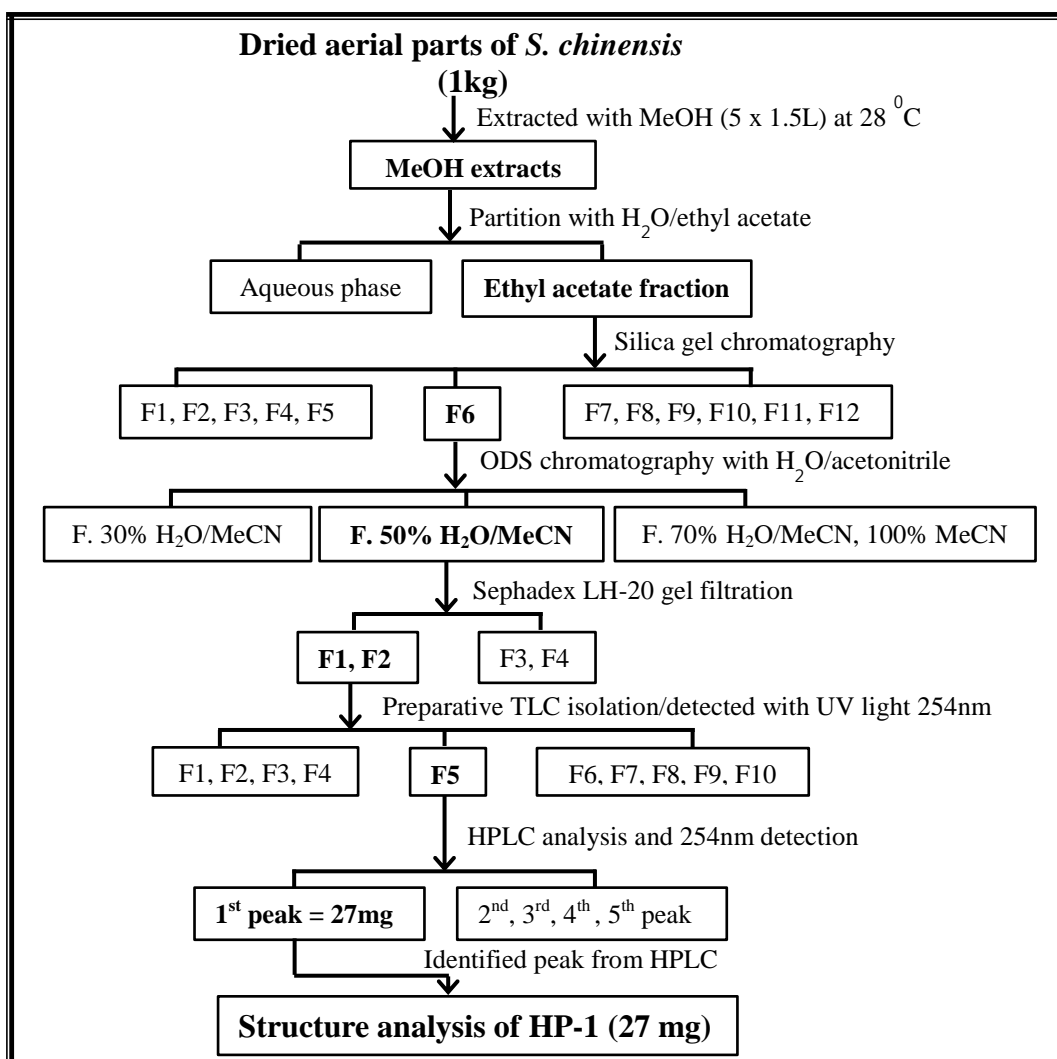 Dried aerial parts of S. chinensis
(1kg)
Extracted with MeOH (5 x 1.5L) at 28 ⁰C
MeOH extracts
Partition with H₂O/ethyl acetate
Aqueous phase
Ethyl acetate fraction
Silica gel chromatography
F1, F2, F3, F4, F5
F6
F7, F8, F9, F10, F11, F12
ODS chromatography with H₂O/acetonitrile
F. 30% H₂O/MeCN
F. 50% H₂O/MeCN
F. 70% H₂O/MeCN, 100% MeCN
Sephadex LH-20 gel filtration
F1, F2
F3, F4
Preparative TLC isolation/detected with UV light 254nm
F1, F2, F3, F4
F5
F6, F7, F8, F9, F10
HPLC analysis and 254nm detection
1ˢᵗ peak = 27mg
2ⁿᵈ, 3ʳᵈ, 4ᵗʰ, 5ᵗʰ peak
Identified peak from HPLC
Structure analysis of HP-1 (27 mg)